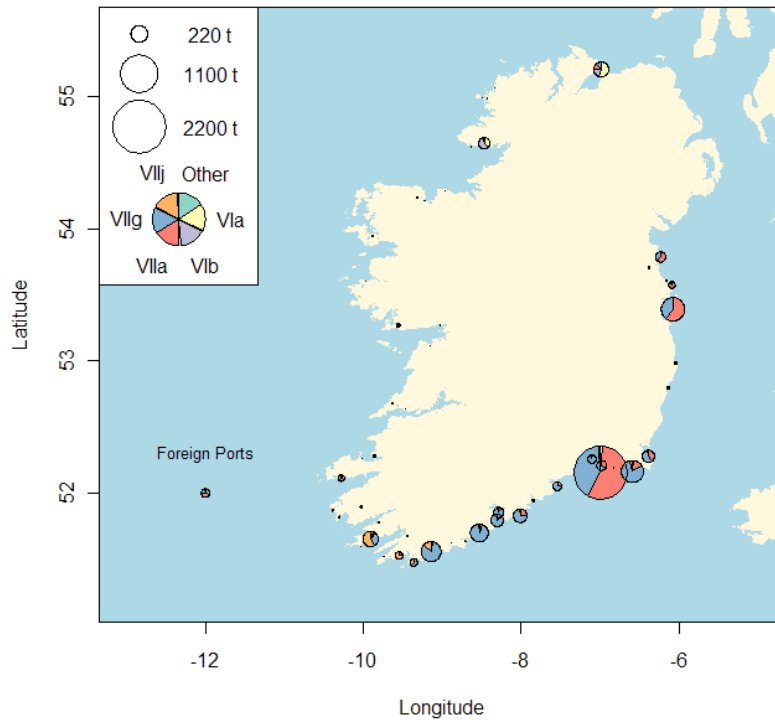 220 t
1100 t
2200 t
VIIj Other
VIIg VIa
VIIa VIb
Foreign Ports
Latitude
55
54
53
52
-12 -10 -8 -6
Longitude